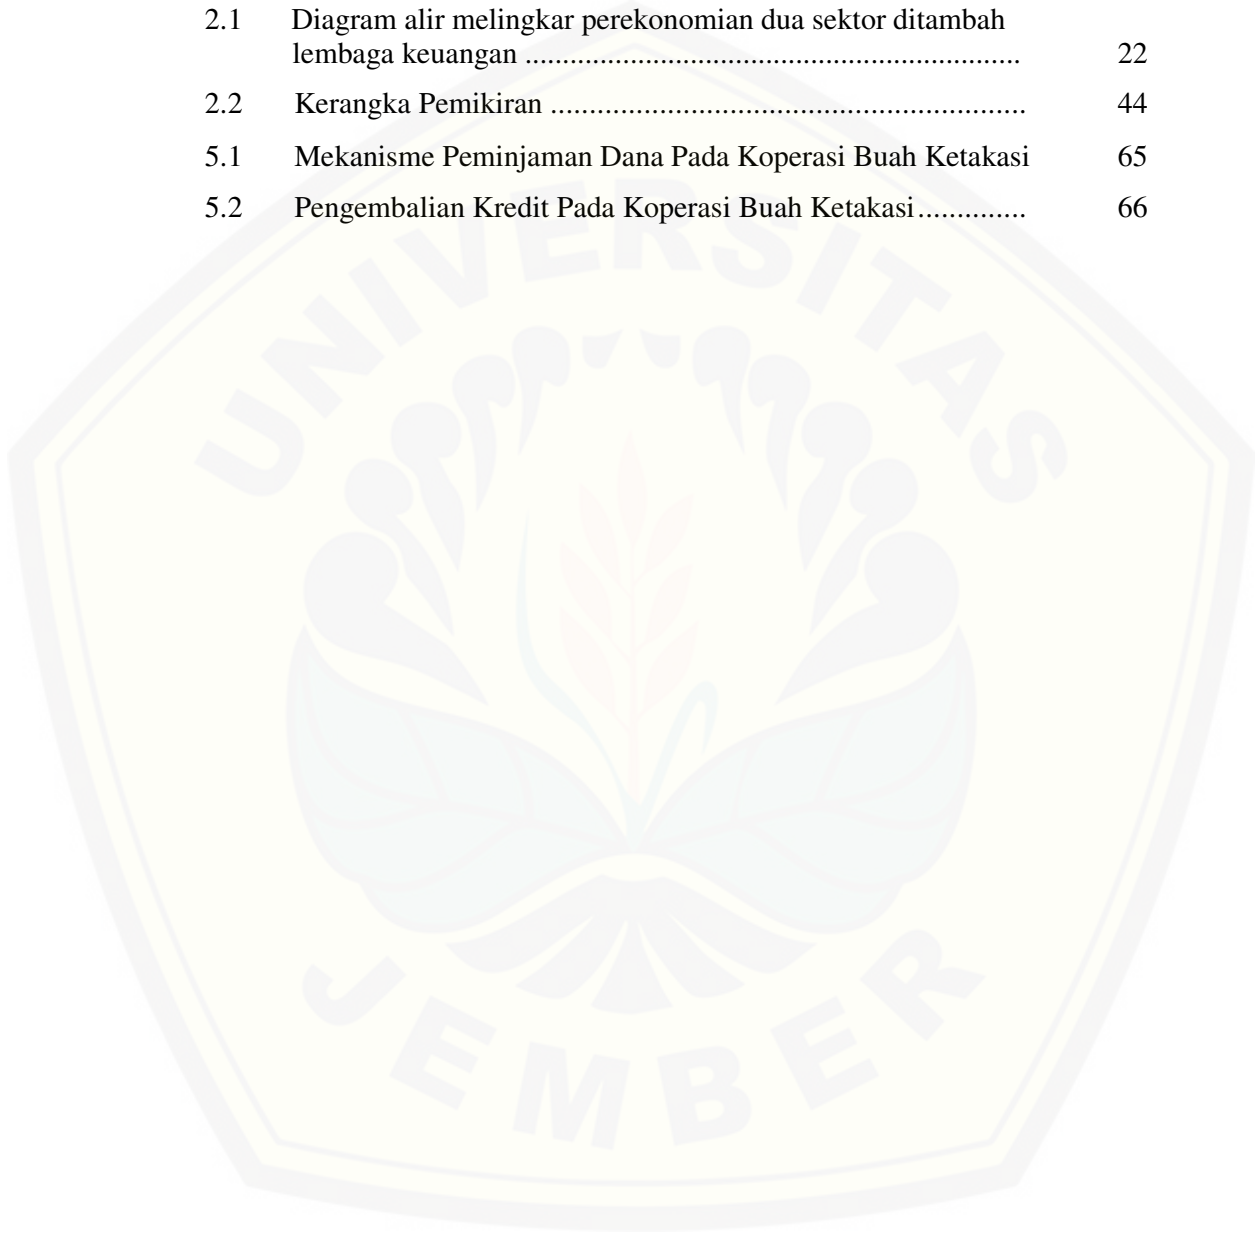 2.1 Diagram alir melingkar perekonomian dua sektor ditambah
lembaga keuangan .................................................................. 22
2.2 Kerangka Pemikiran .............................................................. 44
5.1 Mekanisme Peminjaman Dana Pada Koperasi Buah Ketakasi 65
5.2 Pengembalian Kredit Pada Koperasi Buah Ketakasi.............. 66
UNIVERSITAS
JEMBER